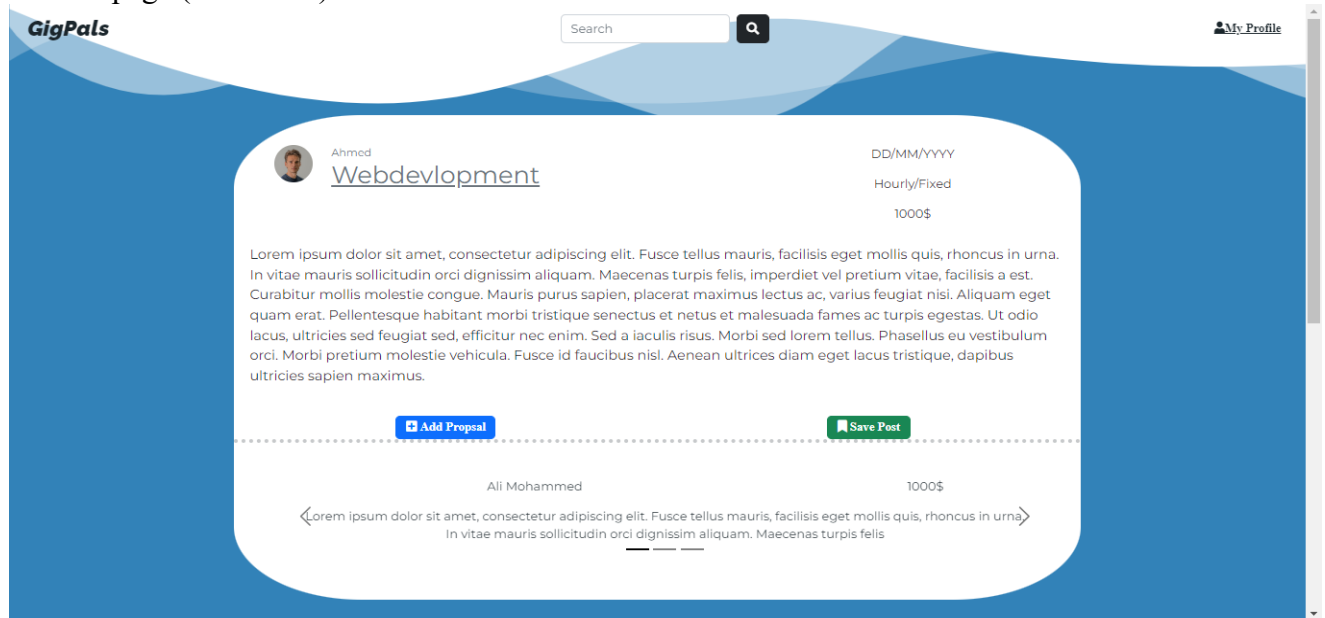 GigPals
Search
My Profile
Ahmed
Webdevlopment
DD/MM/YYYY
Hourly/Fixed
1000$
Lorem ipsum dolor sit amet, consectetur adipiscing elit. Fusce tellus mauris, facilisis eget mollis quis, rhoncus in urna.
In vitae mauris sollicitudin orci dignissim aliquam. Maecenas turpis felis, imperdiet vel pretium vitae, facilisis a est.
Curabitur mollis molestie congue. Mauris purus sapien, placerat maximus lectus ac, varius feugiat nisi. Aliquam eget
quam erat. Pellentesque habitant morbi tristique senectus et netus et malesuada fames ac turpis egestas. Ut odio
lacus, ultricies sed feugiat sed, efficitur nec enim. Sed a iaculis risus. Morbi sed lorem tellus. Phasellus eu vestibulum
orci. Morbi pretium molestie vehicula. Fusce id faucibus nisl. Aenean ultrices diam eget lacus tristique, dapibus
ultricies sapien maximus.
Add Propsal
Save Post
Ali Mohammed
1000$
Lorem ipsum dolor sit amet, consectetur adipiscing elit. Fusce tellus mauris, facilisis eget mollis quis, rhoncus in urna.
In vitae mauris sollicitudin orci dignissim aliquam. Maecenas turpis felis